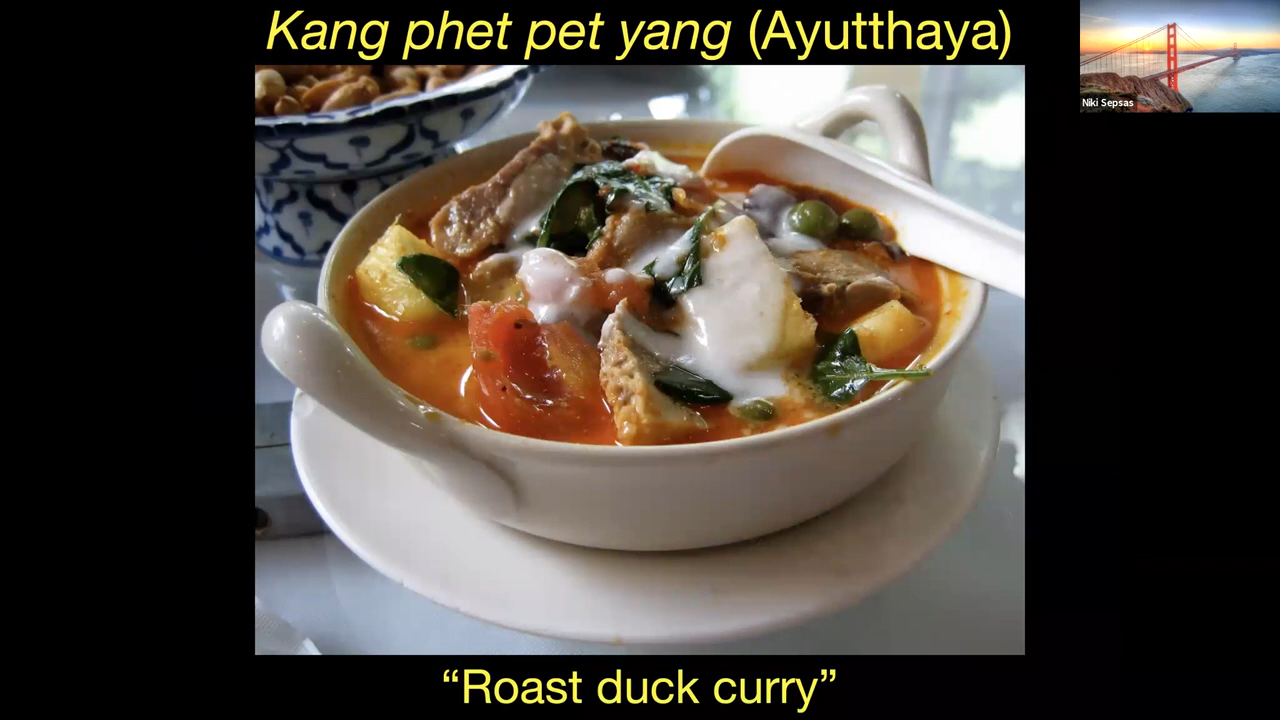 Kang phet pet yang (Ayutthaya)
Niki Sepsas
“Roast duck curry”